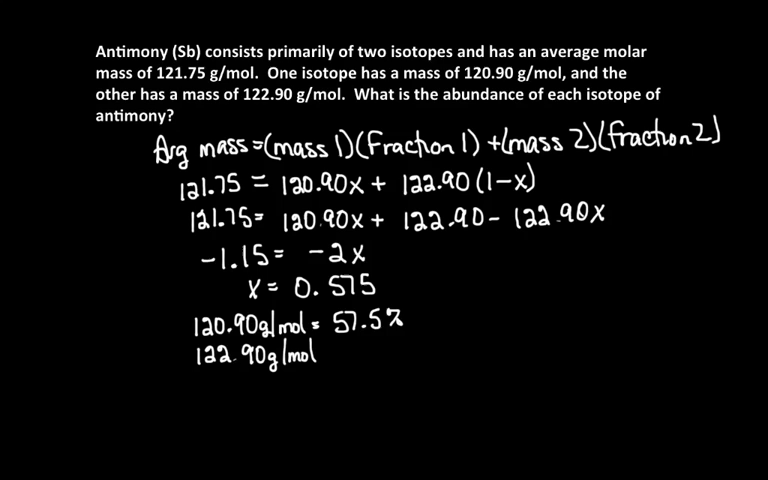 Antimony (Sb) consists primarily of two isotopes and has an average molar
mass of 121.75 g/mol.  One isotope has a mass of 120.90 g/mol, and the
other has a mass of 122.90 g/mol.  What is the abundance of each isotope of
antimony?
Avg mass=(mass 1)(Fraction 1) +(mass 2)(fraction 2)
121.75 = 120.90x + 122.90(1-x)
121.75= 120.90x + 122.90 - 122.90x
-1.15= -2x
x= 0.575
120.90g/mol= 57.5%
122.90g/mol